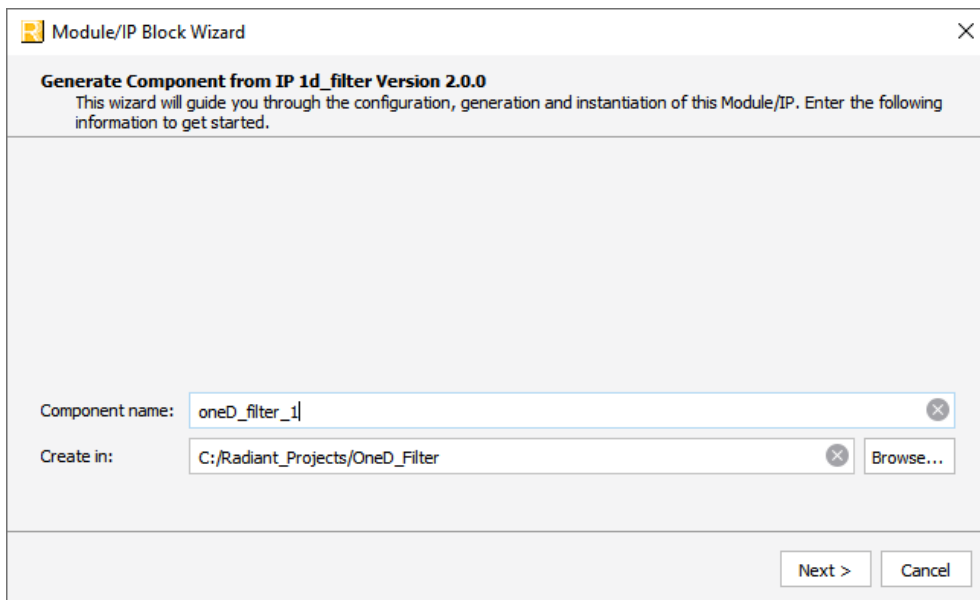 Module/IP Block Wizard
Generate Component from IP 1d_filter Version 2.0.0
This wizard will guide you through the configuration, generation and instantiation of this Module/IP. Enter the following
information to get started.
Component name: oneD_filter_1
Create in: C:/Radiant_Projects/OneD_Filter Browse...
Next > Cancel